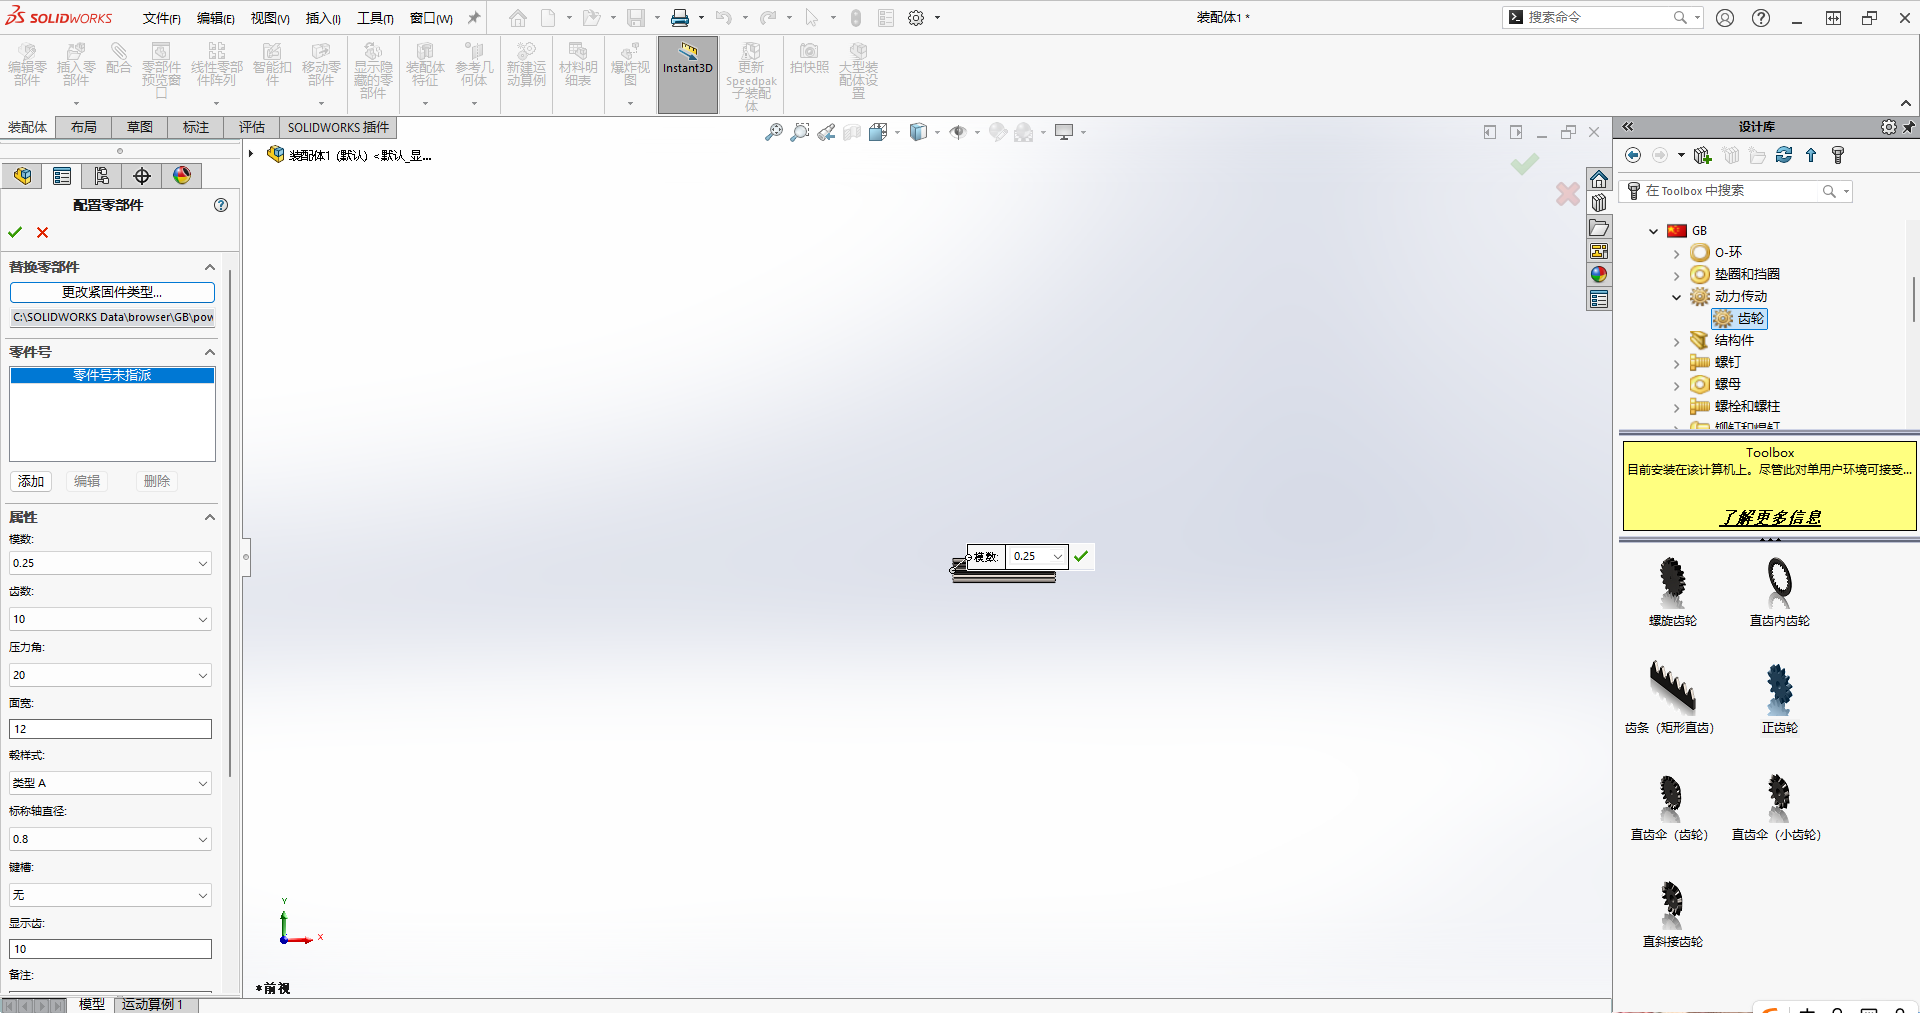 SOLIDWORKS
文件(F)
编辑(E)
视图(V)
插入(I)
工具(T)
窗口(W)
装配体1 *
搜索命令
编辑零部件
插入零部件
配合
零部件预览窗口
线性零部件阵列
智能扣件
移动零部件
显示隐藏的零部件
装配体特征
参考几何体
新建运动算例
材料明细表
爆炸视图
Instant3D
更新 Speedpak 子装配体
拍快照
大型装配体设置
装配体
布局
草图
标注
评估
SOLIDWORKS 插件
装配体1 (默认) <默认_显...
配置零部件
替换零部件
更改紧固件类型...
C:\SOLIDWORKS Data\browser\GB\pow
零件号
零件号未指派
添加
编辑
删除
属性
模数:
0.25
齿数:
10
压力角:
20
面宽:
12
毂样式:
类型 A
标称轴直径:
0.8
键槽:
无
显示齿:
10
备注:
模数:
0.25
Y
X
*前视
模型
运动算例 1
设计库
在 Toolbox 中搜索
GB
O-环
垫圈和挡圈
动力传动
齿轮
结构件
螺钉
螺母
螺栓和螺柱
铆钉和焊钉
Toolbox
目前安装在该计算机上。尽管此对单用户环境可接受...
了解更多信息
螺旋齿轮
直齿内齿轮
齿条（矩形直齿）
正齿轮
直齿伞（齿轮）
直齿伞（小齿轮）
直斜接齿轮